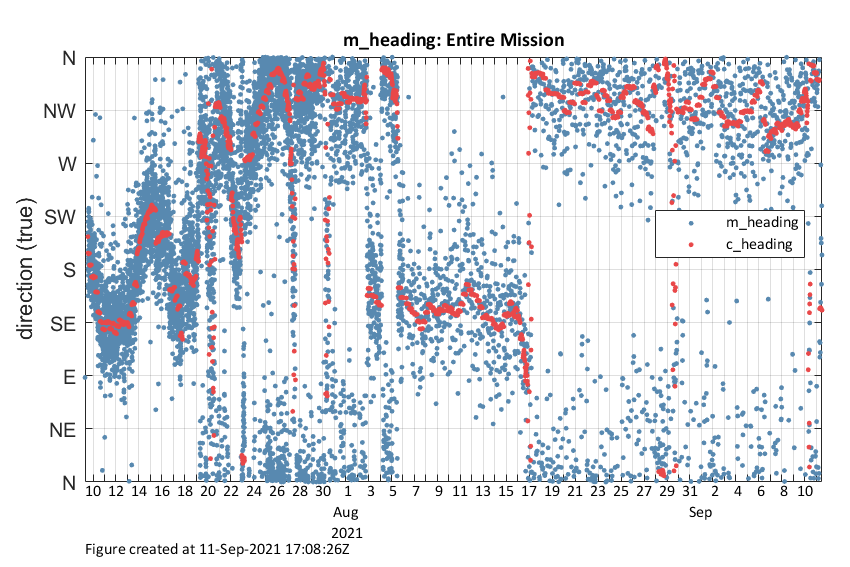 m_heading: Entire Mission
N
NW
W
SW
S
SE
E
NE
N
direction (true)
m_heading
c_heading
10 12 14 16 18 20 22 24 26 28 30 1 3 5 7 9 11 13 15 17 19 21 23 25 27 29 31 2 4 6 8 10
Aug Sep
2021
Figure created at 11-Sep-2021 17:08:26Z